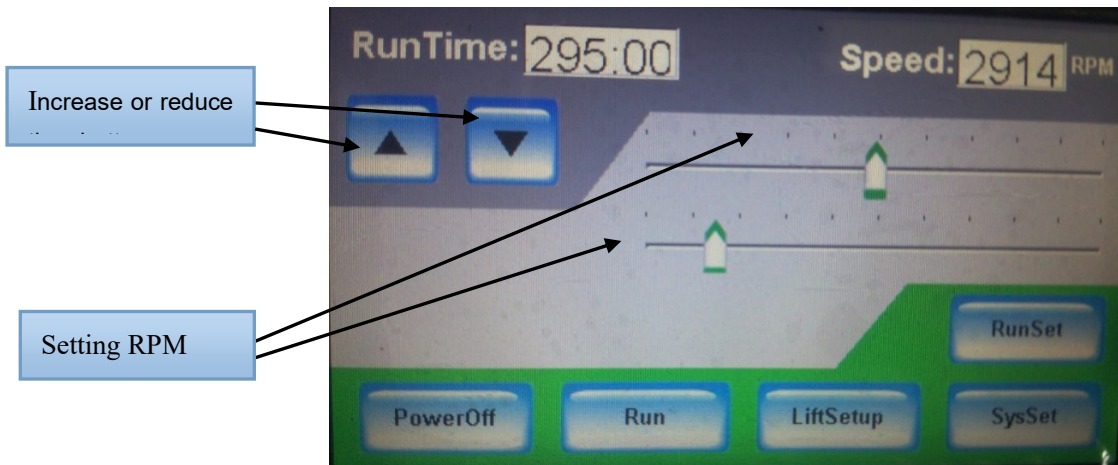 RunTime: 295:00
Speed: 2914 RPM
Increase or reduce
Setting RPM
RunSet
PowerOff
Run
LiftSetup
SysSet